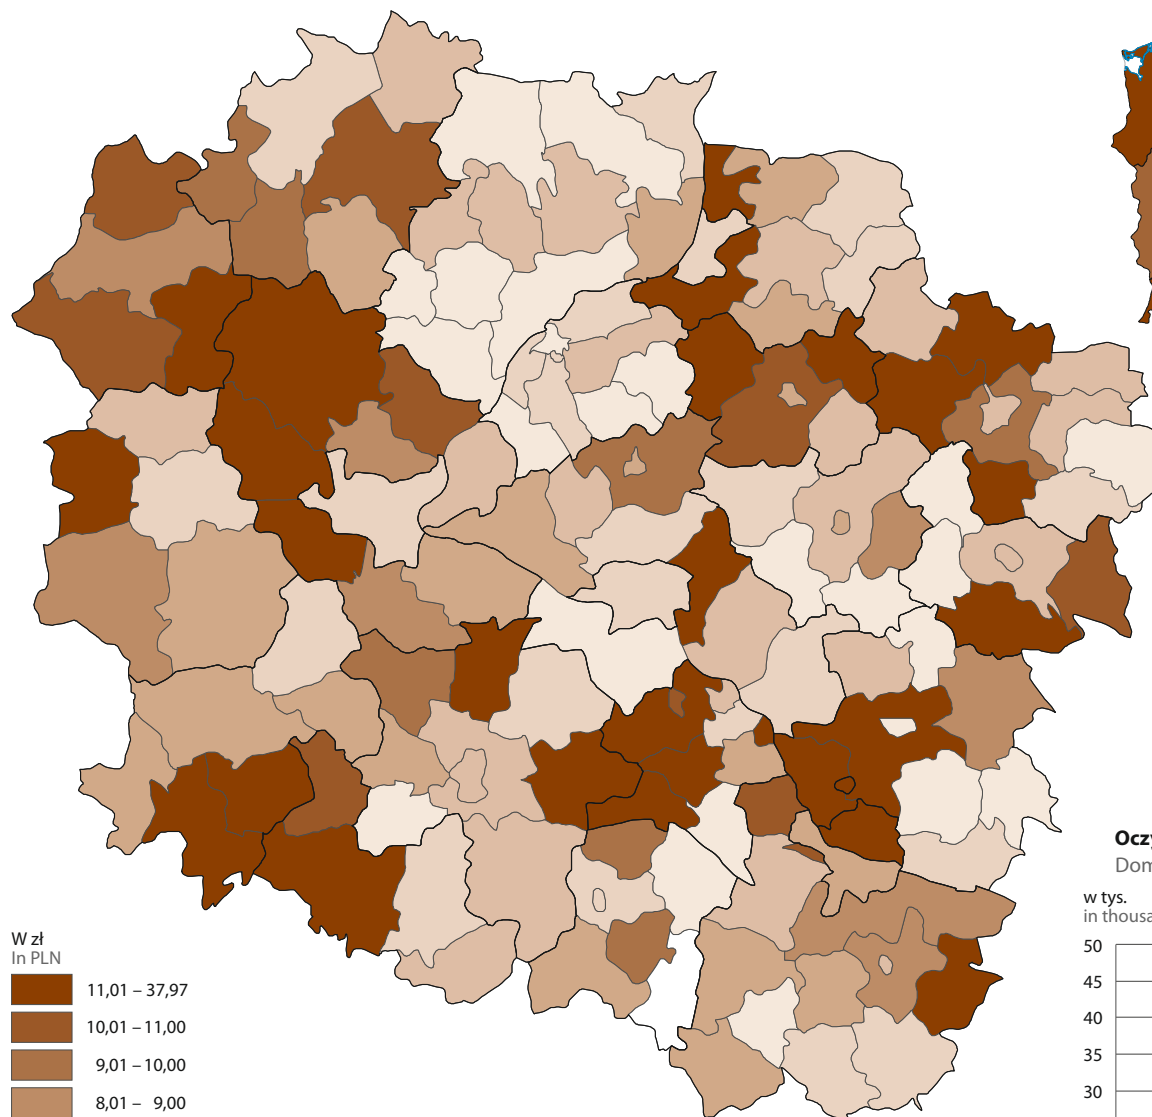 W zł
In PLN
11,01 – 37,97
10,01 – 11,00
9,01 – 10,00
8,01 – 9,00
w tys.
50
45
40
35
30